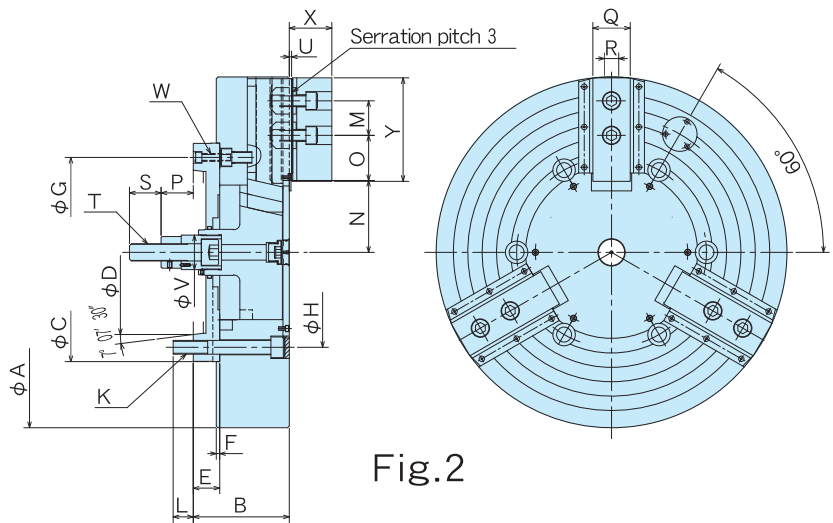 X
Q
Serration pitch 3
U
R
W
M
Y
O
60°
φG
S
P
N
T
φD
φV
φC
7° 07' 30"
φH
K
φA
F
E
L
B
Fig.2